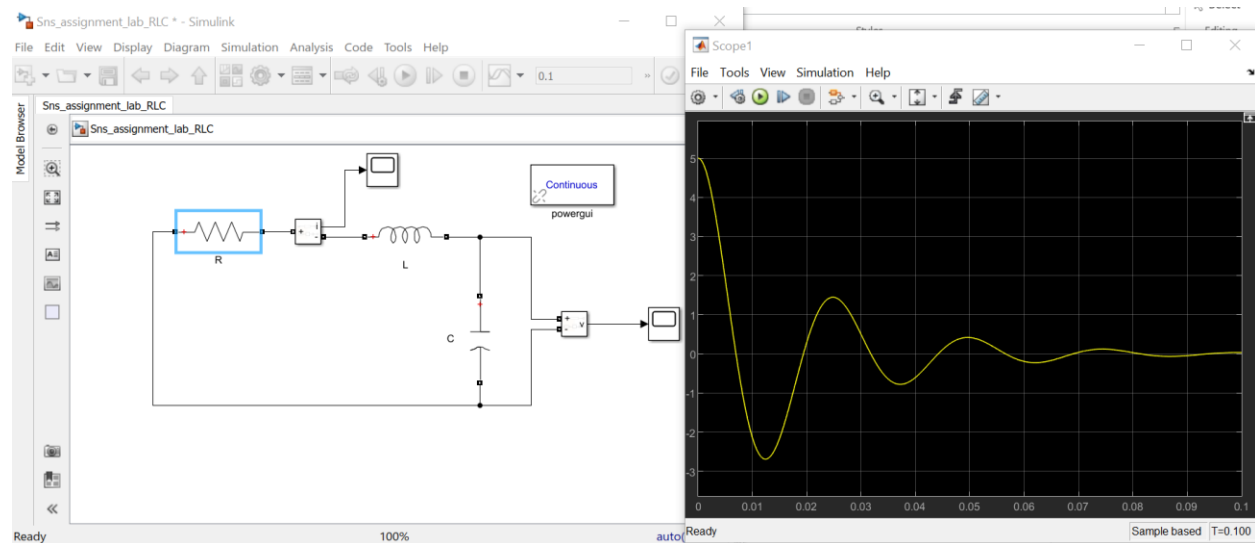 Sns_assignment_lab_RLC * - Simulink
File Edit View Display Diagram Simulation Analysis Code Tools Help
0.1
»
Model Browser
Sns_assignment_lab_RLC
Sns_assignment_lab_RLC
Continuous
powergui
R
+
i
-
L
C
+
v
-
Ready
100%
auto(
Scope1
File Tools View Simulation Help
5
4
3
2
1
0
-1
-2
-3
0 0.01 0.02 0.03 0.04 0.05 0.06 0.07 0.08 0.09 0.1
Ready
Sample based T=0.100